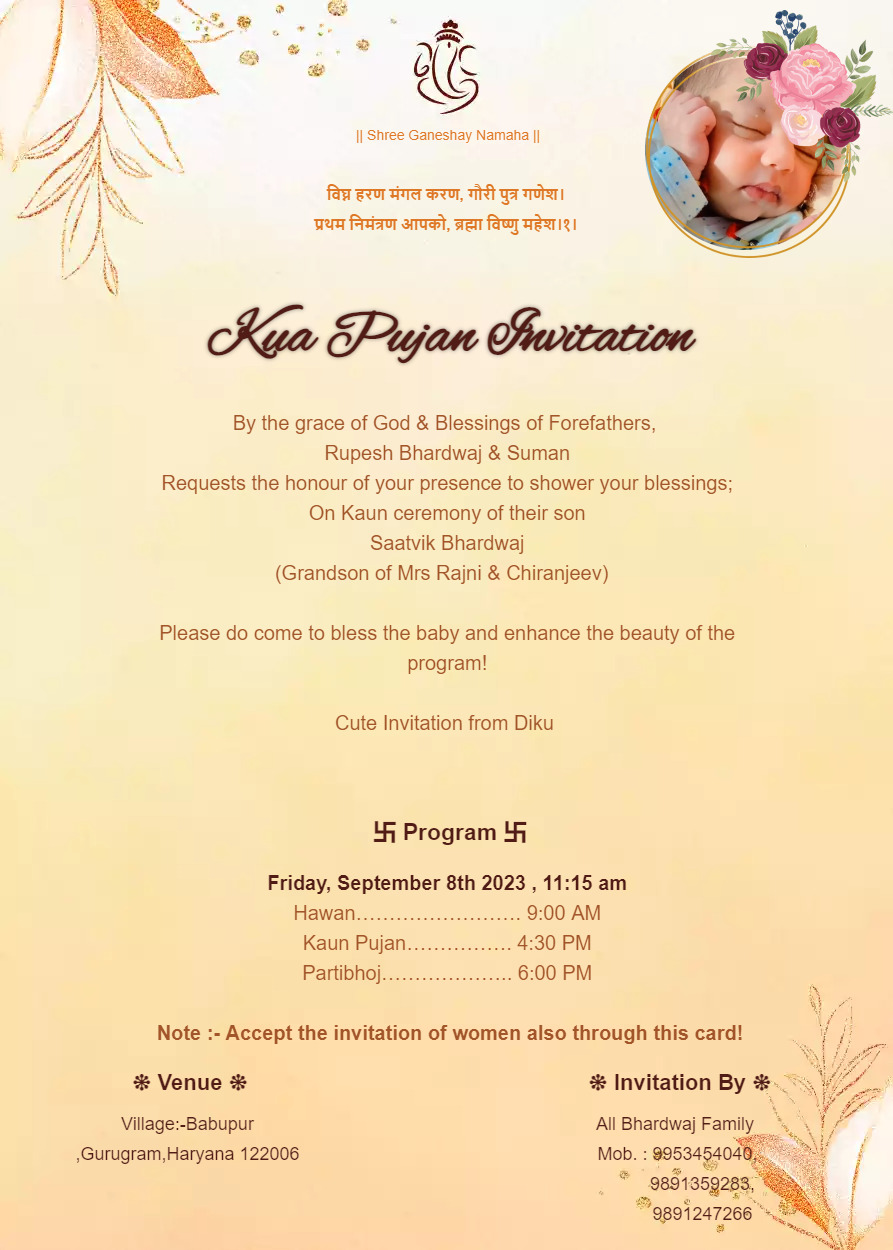 || Shree Ganeshay Namaha ||
विघ्न हरण मंगल करण, गौरी पुत्र गणेश।
प्रथम निमंत्रण आपको, ब्रह्मा विष्णु महेश।१।
Kua Pujan Invitation
By the grace of God & Blessings of Forefathers,
Rupesh Bhardwaj & Suman
Requests the honour of your presence to shower your blessings;
On Kaun ceremony of their son
Saatvik Bhardwaj
(Grandson of Mrs Rajni & Chiranjeev)
Please do come to bless the baby and enhance the beauty of the
program!
Cute Invitation from Diku
卐 Program 卐
Friday, September 8th 2023 , 11:15 am
Hawan……………………. 9:00 AM
Kaun Pujan……………. 4:30 PM
Partibhoj……………….. 6:00 PM
Note :- Accept the invitation of women also through this card!
❉ Venue ❉
Village:-Babupur
,Gurugram,Haryana 122006
❉ Invitation By ❉
All Bhardwaj Family
Mob. : 9953454040,
9891359283,
9891247266